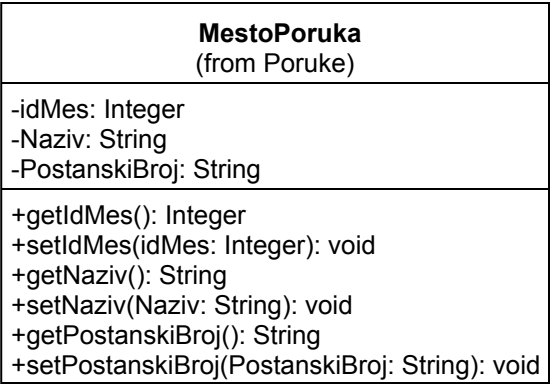 MestoPoruka
(from Poruke)
-idMes: Integer
-Naziv: String
-PostanskiBroj: String
+getIdMes(): Integer
+setIdMes(idMes: Integer): void
+getNaziv(): String
+setNaziv(Naziv: String): void
+getPostanskiBroj(): String
+setPostanskiBroj(PostanskiBroj: String): void